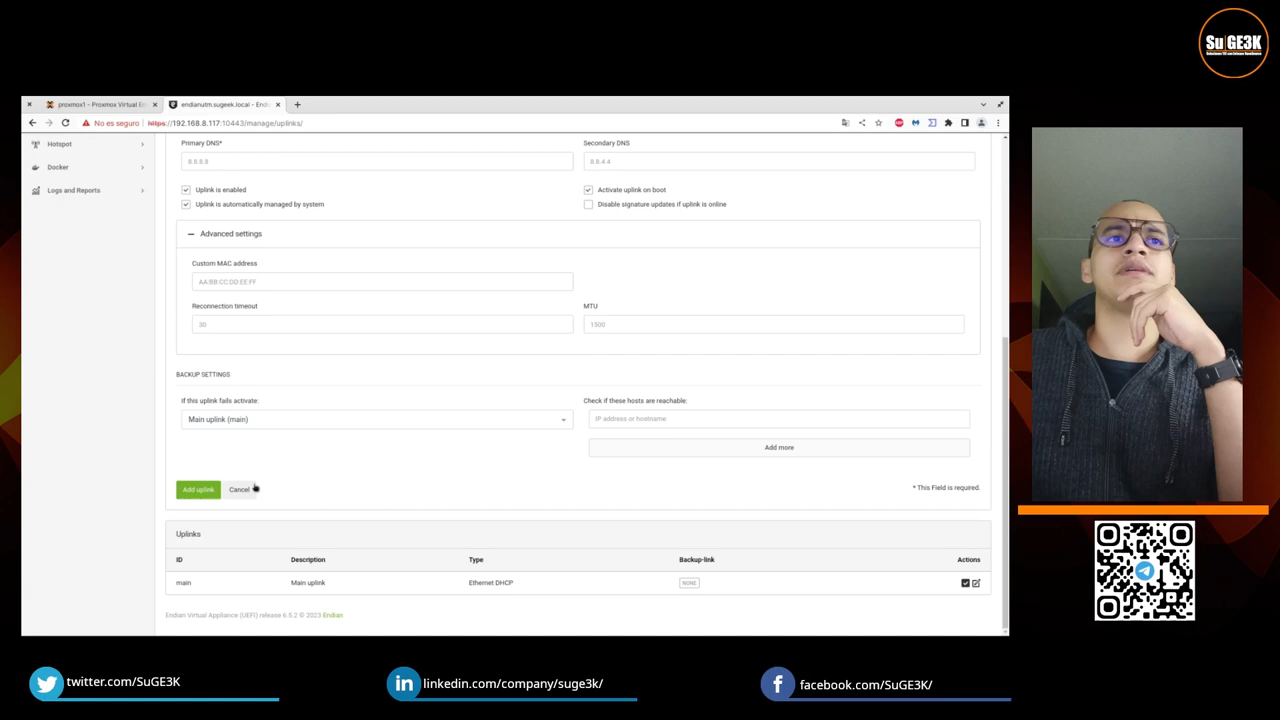 SuGE3K
proxmox1 - Proxmox Virtual En
endianutm.sugeek.local - Endi
No es seguro
https://192.168.8.117:10443/manage/uplinks/
Hotspot
Docker
Logs and Reports
Primary DNS*
Secondary DNS
8.8.8.8
8.8.4.4
Uplink is enabled
Activate uplink on boot
Uplink is automatically managed by system
Disable signature updates if uplink is online
Advanced settings
Custom MAC address
AA:BB:CC:DD:EE:FF
Reconnection timeout
MTU
30
1500
BACKUP SETTINGS
If this uplink fails activate:
Check if these hosts are reachable:
Main uplink (main)
IP address or hostname
Add more
Add uplink
Cancel
* This Field is required.
Uplinks
ID
Description
Type
Backup-link
Actions
main
Main uplink
Ethernet DHCP
NONE
Endian Virtual Appliance (UEFI) release 6.5.2 © 2023 Endian
twitter.com/SuGE3K
linkedin.com/company/suge3k/
facebook.com/SuGE3K/